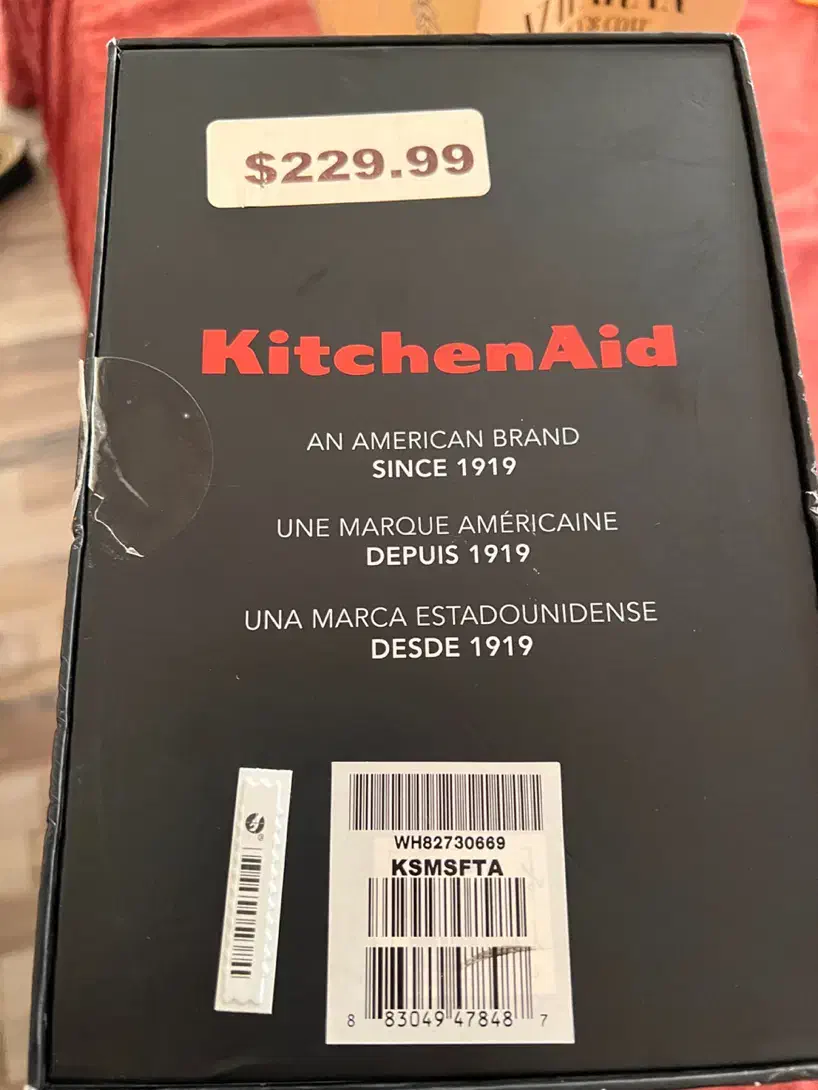 $229.99
KitchenAid
AN AMERICAN BRAND
SINCE 1919
UNE MARQUE AMÉRICAINE
DEPUIS 1919
UNA MARCA ESTADOUNIDENSE
DESDE 1919
WH82730669
KSMSFTA
8 83049 47848 7